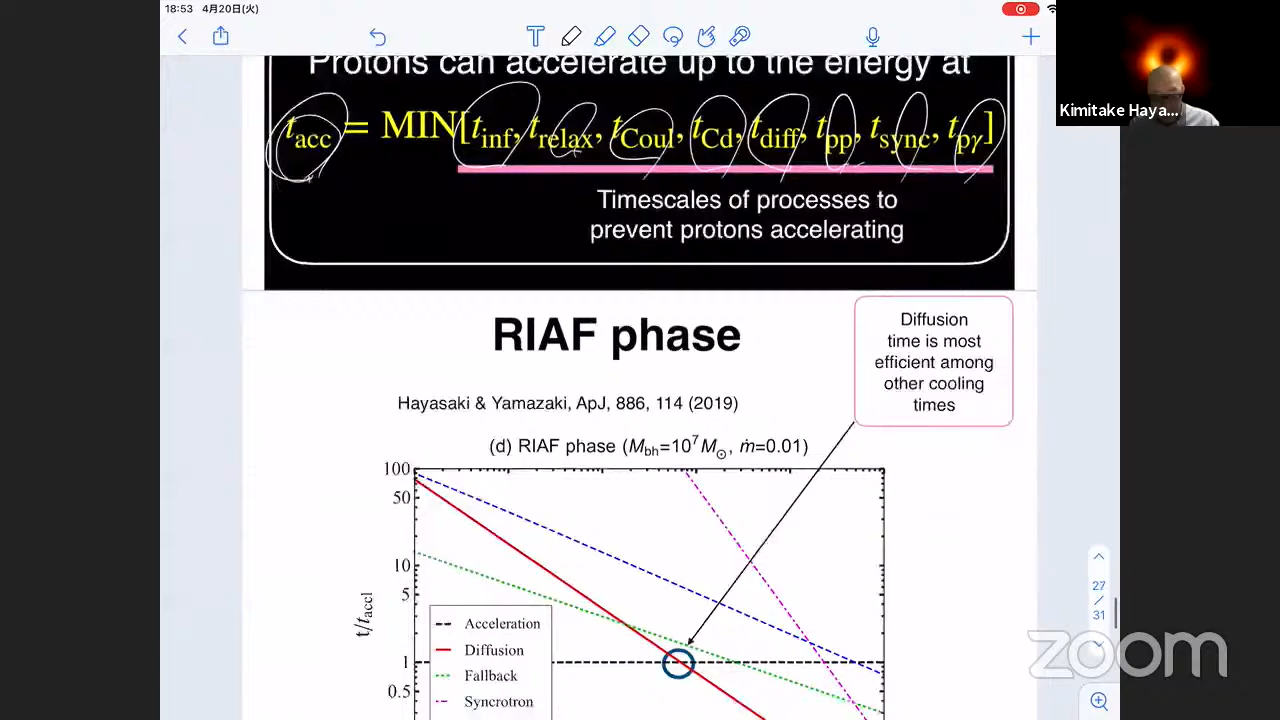 18:53 4月20日(火)
Kimitake Haya...
Protons can accelerate up to the energy at
t_acc = MIN[t_inf, t_relax, t_Coul, t_Cd, t_diff, t_pp, t_sync, t_pγ]
Timescales of processes to
prevent protons accelerating
RIAF phase
Diffusion
time is most
efficient among
other cooling
times
Hayasaki & Yamazaki, ApJ, 886, 114 (2019)
(d) RIAF phase (M_bh=10^7 M_⊙, ṁ=0.01)
100
50
10
5
1
0.5
t/t_accl
Acceleration
Diffusion
Fallback
Syncrotron
27
/
31
zoom